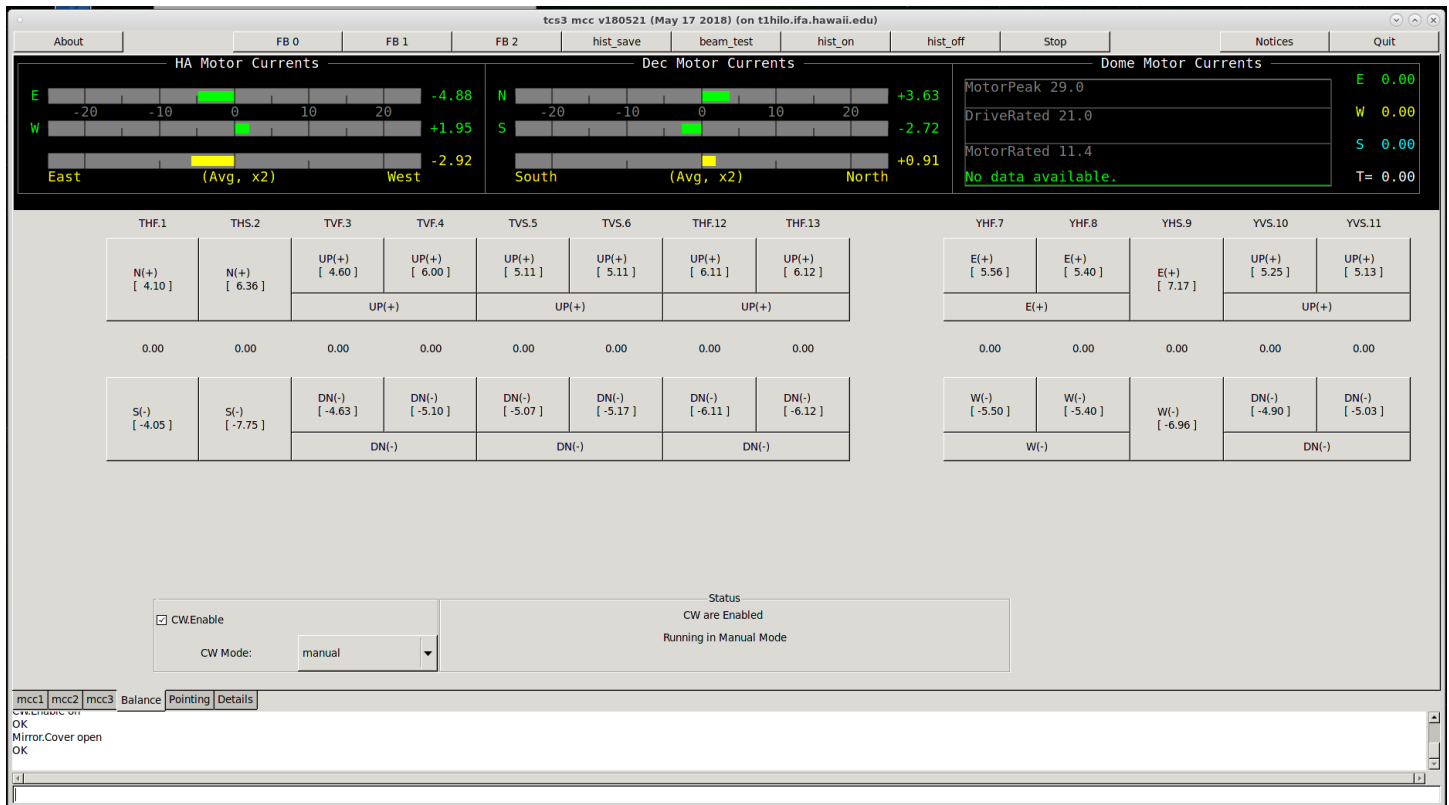 tcs3 mcc v180521 (May 17 2018) (on t1hilo.ifa.hawaii.edu)
About FB 0 FB 1 FB 2 hist_save beam_test hist_on hist_off Stop Notices Quit
HA Motor Currents Dec Motor Currents Dome Motor Currents
E -4.88 N +3.63 MotorPeak 29.0 E 0.00
-20 -10 0 10 20 -20 -10 0 10 20 DriveRated 21.0 W 0.00
W +1.95 S -2.72 S 0.00
-2.92 +0.91 MotorRated 11.4
East (Avg, x2) West South (Avg, x2) North No data available. T= 0.00
THF.1 THS.2 TVF.3 TVF.4 TVS.5 TVS.6 THF.12 THF.13 YHF.7 YHF.8 YHS.9 YVS.10 YVS.11
N(+) N(+) UP(+) UP(+) UP(+) UP(+) UP(+) UP(+) E(+) E(+) E(+) UP(+) UP(+)
[ 4.10 ] [ 6.36 ] [ 4.60 ] [ 6.00 ] [ 5.11 ] [ 5.11 ] [ 6.11 ] [ 6.12 ] [ 5.56 ] [ 5.40 ] [ 7.17 ] [ 5.25 ] [ 5.13 ]
UP(+) UP(+) UP(+) E(+) UP(+)
0.00 0.00 0.00 0.00 0.00 0.00 0.00 0.00 0.00 0.00 0.00 0.00 0.00
S(-) S(-) DN(-) DN(-) DN(-) DN(-) DN(-) DN(-) W(-) W(-) W(-) DN(-) DN(-)
[ -4.05 ] [ -7.75 ] [ -4.63 ] [ -5.10 ] [ -5.07 ] [ -5.17 ] [ -6.11 ] [ -6.12 ] [ -5.50 ] [ -5.40 ] [ -6.96 ] [ -4.90 ] [ -5.03 ]
DN(-) DN(-) DN(-) W(-) DN(-)
Status
CW.Enable CW are Enabled
Running in Manual Mode
CW Mode: manual
mcc1 mcc2 mcc3 Balance Pointing Details
CW.Enable on
OK
Mirror.Cover open
OK